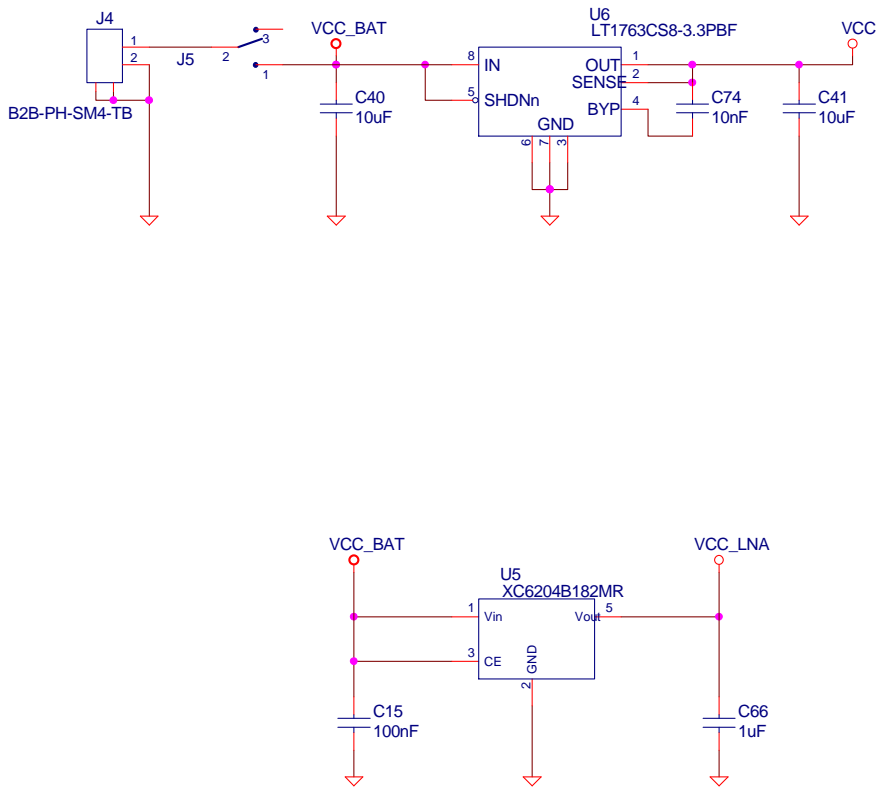 J4
1
2
B2B-PH-SM4-TB
J5
2
3
1
VCC_BAT
C40
10uF
U6
LT1763CS8-3.3PBF
8
IN
5
SHDNn
OUT
1
SENSE
2
BYP
4
GND
6
7
3
C74
10nF
VCC
C41
10uF
VCC_BAT
U5
XC6204B182MR
1
Vin
3
CE
Vout
5
GND
2
C15
100nF
VCC_LNA
C66
1uF